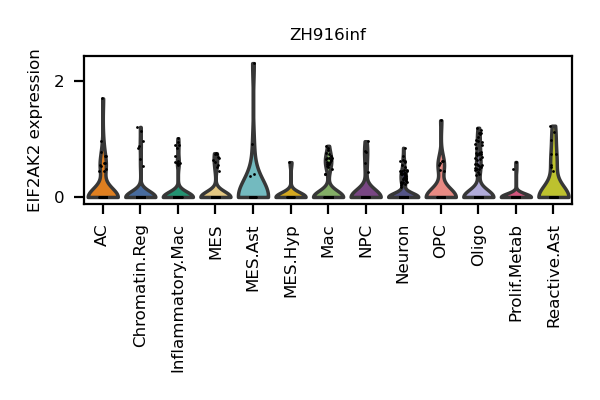 ZH916inf
EIF2AK2 expression
2
0
AC
Chromatin.Reg
Inflammatory.Mac
MES
MES.Ast
MES.Hyp
Mac
NPC
Neuron
OPC
Oligo
Prolif.Metab
Reactive.Ast